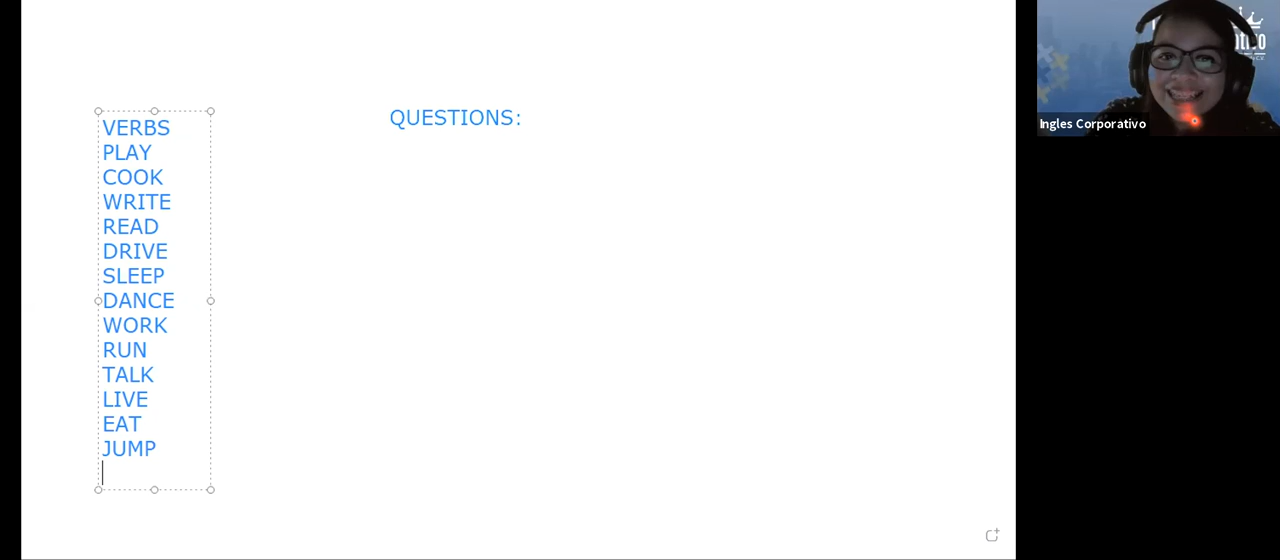 VERBS
PLAY
COOK
WRITE
READ
DRIVE
SLEEP
DANCE
WORK
RUN
TALK
LIVE
EAT
JUMP
QUESTIONS:
Ingles Corporativo